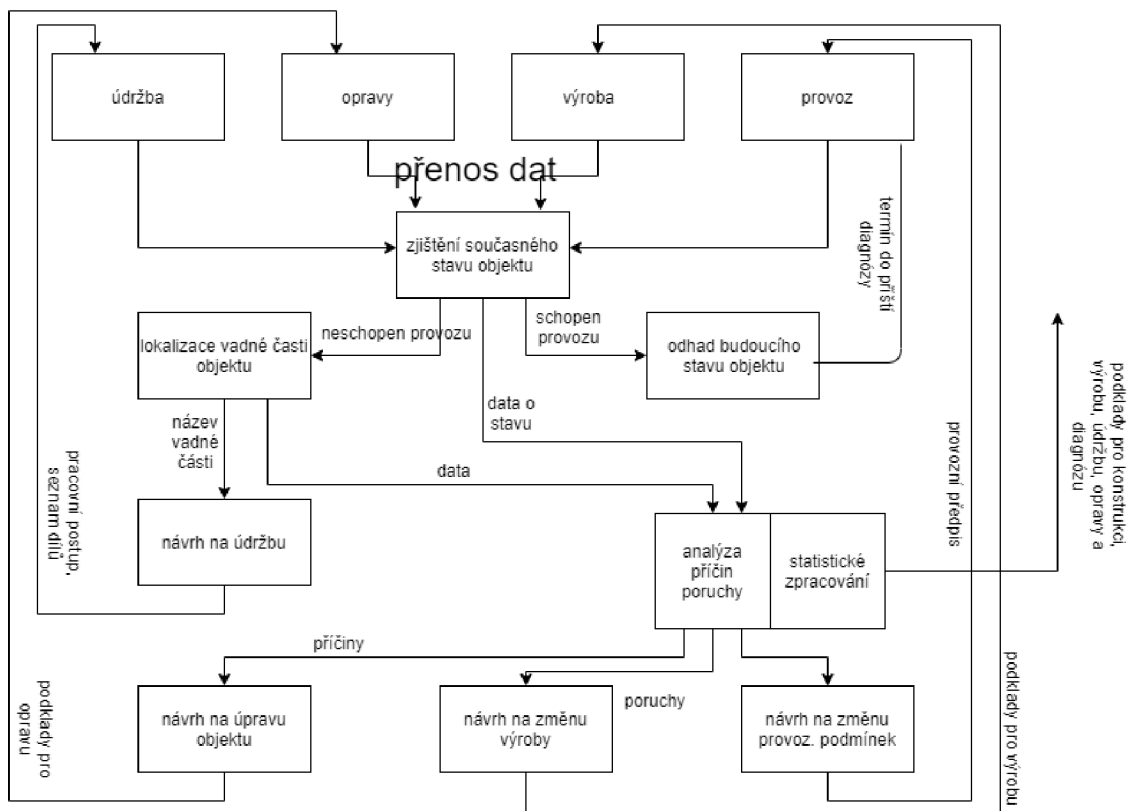 údržba
opravy
výroba
provoz
přenos dat
zjištění současného
stavu objektu
termín do příští
diagnózy
neschopen provozu
schopen
provozu
lokalizace vadné části
objektu
odhad budoucího
stavu objektu
název
vadné
části
data o
stavu
data
podklady pro konstrukci,
výrobu, údržbu, opravy a
diagnózu
provozní předpis
pracovní postup,
seznam dílů
návrh na údržbu
analýza
příčin
poruchy
statistické
zpracování
příčiny
poruchy
podklady pro
opravu
návrh na úpravu
objektu
návrh na změnu
výroby
návrh na změnu
provoz. podmínek
podklady pro výrobu